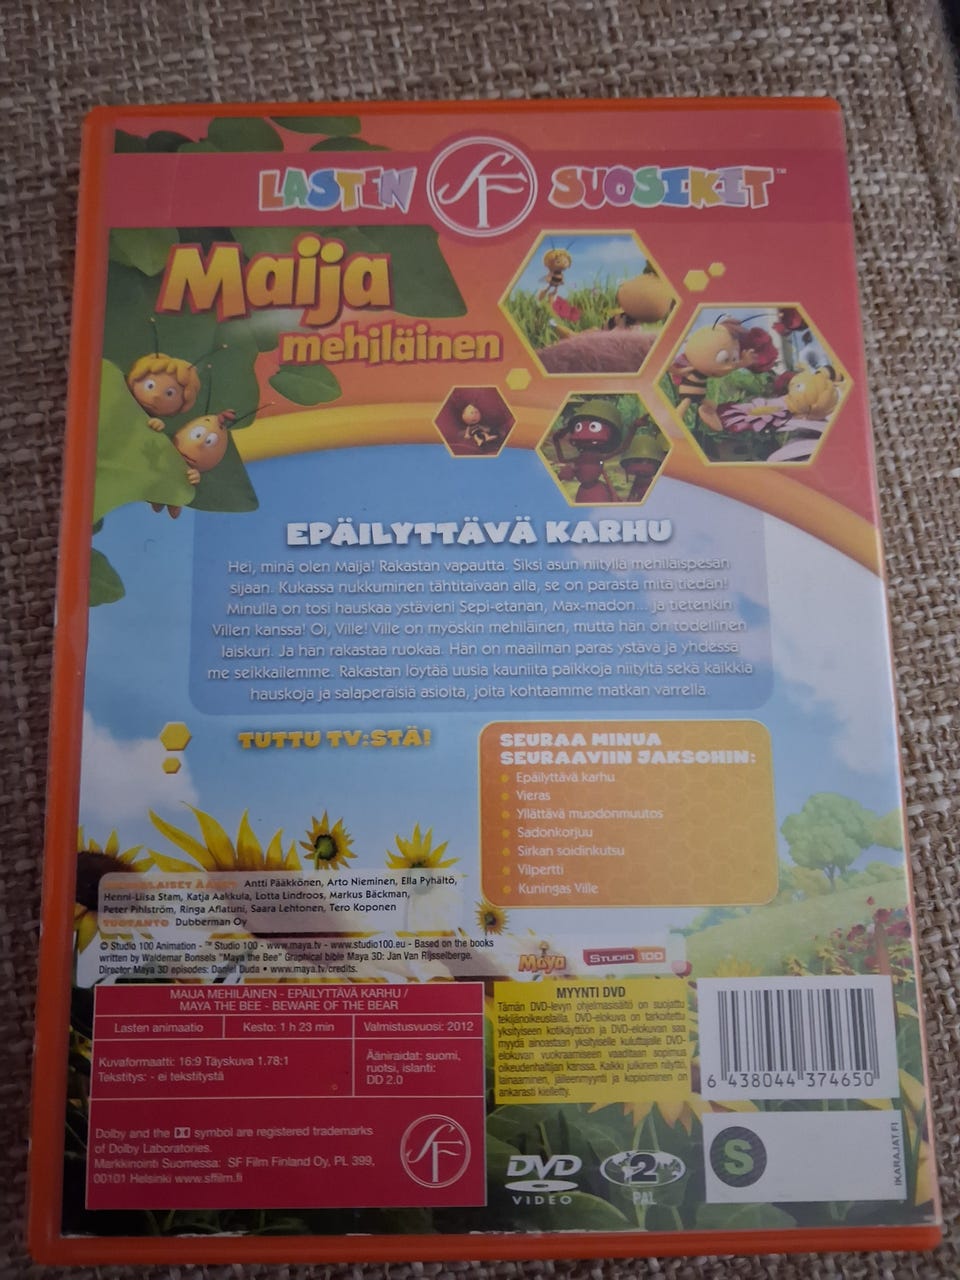 LASTEN SF SUOSIKIT™
Maija
mehiläinen
EPÄILYTTÄVÄ KARHU
Hei, minä olen Maija! Rakastan vapautta. Siksi asun niityllä mehiläispesän
sijaan. Kukassa nukkuminen tähtitaivaan alla, se on parasta mitä tiedän!
Minulla on tosi hauskaa ystävieni Sepi-etanan, Max-madon... ja tietenkin
Villen kanssa! Oi, Ville! Ville on myöskin mehiläinen, mutta hän on todellinen
laiskuri. Ja hän rakastaa ruokaa. Hän on maailman paras ystävä ja yhdessä
me seikkailemme. Rakastan löytää uusia kauniita paikkoja niityltä sekä kaikkia
hauskoja ja salaperäisiä asioita, joita kohtaamme matkan varrella.
TUTTU TV:STÄ!
SEURAA MINUA
SEURAAVIIN JAKSOHIN:
Epäilyttävä karhu
Vieras
Yllättävä muodonmuutos
Sadonkorjuu
Sirkan soidinkutsu
Vilpertti
Kuningas Ville
Antti Pääkkönen, Arto Nieminen, Ella Pyhältö,
Henni-Liisa Stam, Katja Aakkula, Lotta Lindroos, Markus Bäckman,
Peter Pihlström, Ringa Aflatuni, Saara Lehtonen, Tero Koponen
TUOTANTO Dubberman Oy
© Studio 100 Animation - ™ Studio 100 - www.maya.tv - www.studio100.eu - Based on the books
written by Waldemar Bonsels "Maya the Bee" Graphical bible Maya 3D: Jan Van Rijsselberge.
Director Maya 3D episodes: Daniel Duda • www.maya.tv/credits.
Maya STUDIO 100
MAIJA MEHILÄINEN - EPÄILYTTÄVÄ KARHU /
MAYA THE BEE - BEWARE OF THE BEAR
Lasten animaatio Kesto: 1 h 23 min Valmistusvuosi: 2012
Kuvaformaatti: 16:9 Täyskuva 1.78:1
Tekstitys: - ei tekstitystä
Ääniraidat: suomi,
ruotsi, islanti:
DD 2.0
Dolby and the symbol are registered trademarks
of Dolby Laboratories.
Markkinointi Suomessa: SF Film Finland Oy, PL 399,
00101 Helsinki www.sffilm.fi
SF
MYYNTI DVD
Tämän DVD-levyn ohjelmasisältö on suojattu
tekijänoikeuslailla. DVD-elokuva on tarkoitettu
yksityiseen kotikäyttöön ja DVD-elokuvan saa
myydä ainoastaan yksityiselle kuluttajalle DVD-
elokuvan vuokraamiseen vaaditaan sopimus
oikeudenhaltijan kanssa. Kaikki julkinen näyttö,
lainaaminen, jälleenmyynti ja kopioiminen on
ankarasti kielletty.
6 438044 374650
DVD
VIDEO
2
PAL
S
IKARAJAT.FI